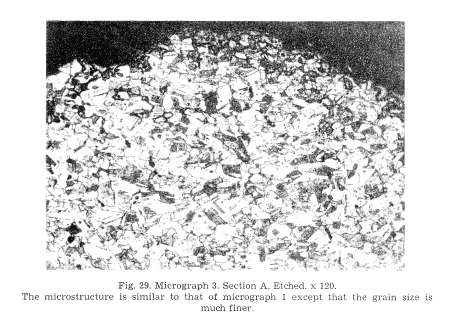 Fig. 29. Micrograph 3. Section A. Etched. x 120.
The microstructure is similar to that of micrograph 1 except that the grain size is
much finer.